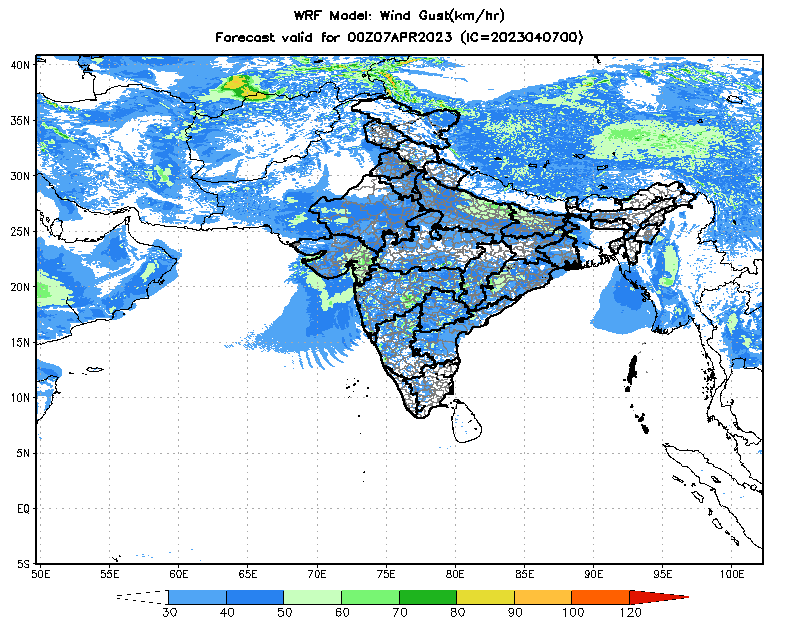 WRF Model: Wind Gust(km/hr)
Forecast valid for 00Z07APR2023 (IC=2023040700)
40N
35N
30N
25N
20N
15N
10N
5N
EQ
5S
50E 55E 60E 65E 70E 75E 80E 85E 90E 95E 100E
30 40 50 60 70 80 90 100 120